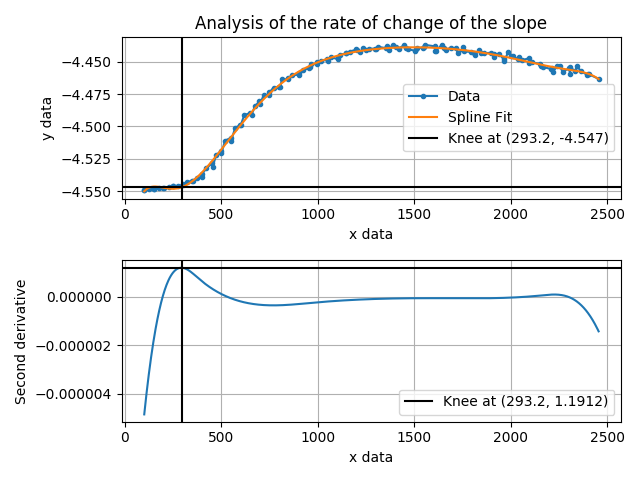 Analysis of the rate of change of the slope
−4.450
−4.475
−4.500
−4.525
−4.550
y data
Data
Spline Fit
Knee at (293.2, -4.547)
0
500
1000
1500
2000
2500
x data
0.000000
−0.000002
−0.000004
Second derivative
Knee at (293.2, 1.1912)
0
500
1000
1500
2000
2500
x data